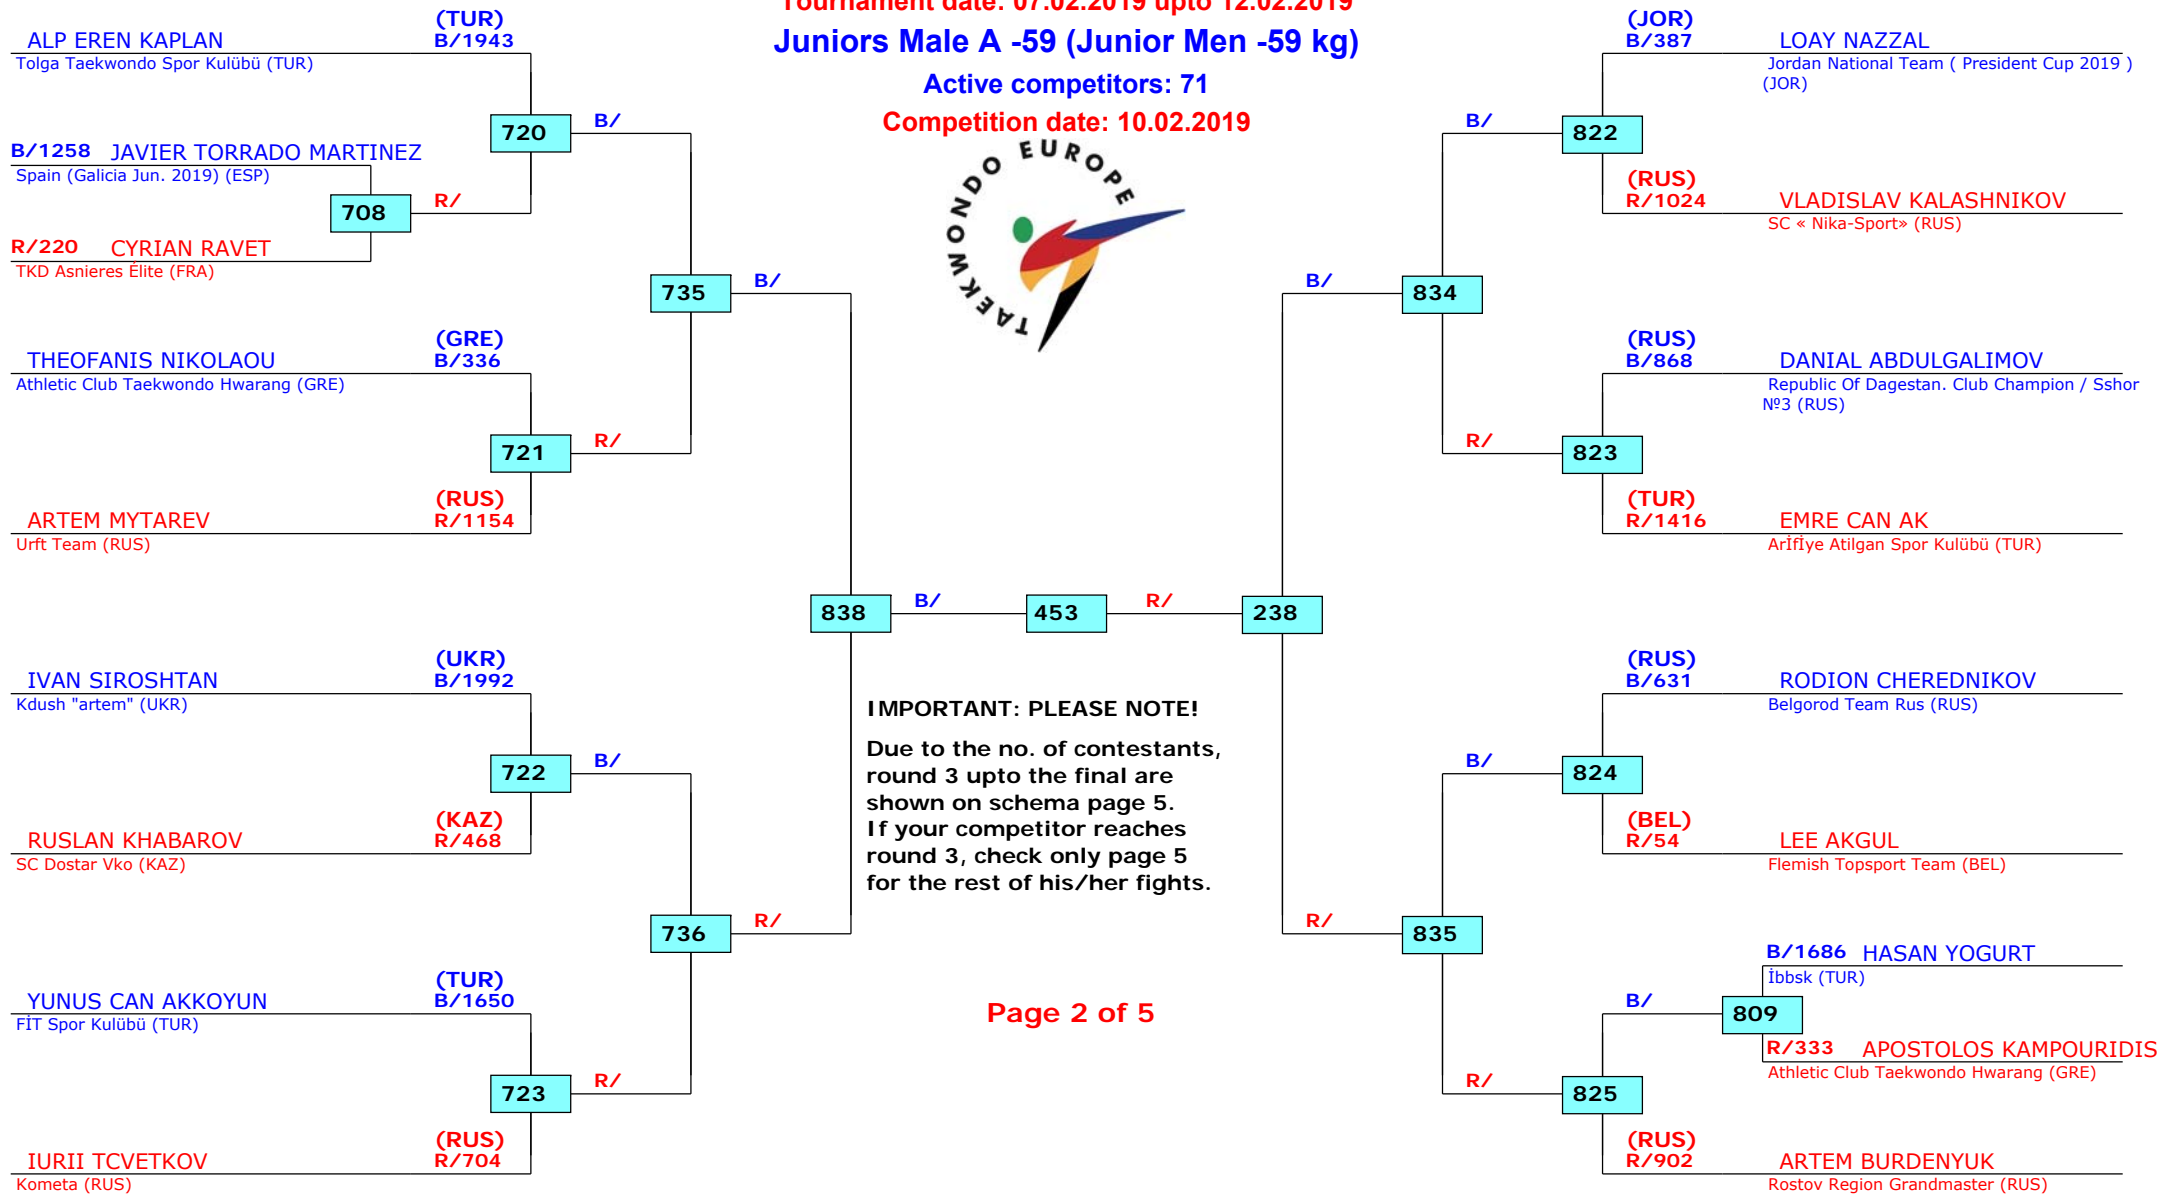 Tournament date: 07.02.2019 upto 12.02.2019
Juniors Male A -59 (Junior Men -59 kg)
Active competitors: 71
Competition date: 10.02.2019
TAEKWONDO EUROPE
(TUR)
ALP EREN KAPLAN B/1943
Tolga Taekwondo Spor Kulübü (TUR)
720 B/
B/1258 JAVIER TORRADO MARTINEZ
Spain (Galicia Jun. 2019) (ESP)
708 R/
R/220 CYRIAN RAVET
TKD Asnieres Élite (FRA)
735 B/
(GRE)
THEOFANIS NIKOLAOU B/336
Athletic Club Taekwondo Hwarang (GRE)
721 R/
(RUS)
ARTEM MYTAREV R/1154
Urft Team (RUS)
838 B/ 453 R/ 238
(UKR)
IVAN SIROSHTAN B/1992
Kdush "artem" (UKR)
722 B/
(KAZ)
RUSLAN KHABAROV R/468
SC Dostar Vko (KAZ)
736 R/
(TUR)
YUNUS CAN AKKOYUN B/1650
FİT Spor Kulübü (TUR)
723 R/
(RUS)
IURII TCVETKOV R/704
Kometa (RUS)
IMPORTANT: PLEASE NOTE!
Due to the no. of contestants,
round 3 upto the final are
shown on schema page 5.
If your competitor reaches
round 3, check only page 5
for the rest of his/her fights.
Page 2 of 5
(JOR)
B/387 LOAY NAZZAL
Jordan National Team ( President Cup 2019 )
(JOR)
B/ 822
(RUS)
R/1024 VLADISLAV KALASHNIKOV
SC « Nika-Sport» (RUS)
B/ 834
(RUS)
B/868 DANIAL ABDULGALIMOV
Republic Of Dagestan. Club Champion / Sshor
№3 (RUS)
R/ 823
(TUR)
R/1416 EMRE CAN AK
Arİfİye Atilgan Spor Kulübü (TUR)
(RUS)
B/631 RODION CHEREDNIKOV
Belgorod Team Rus (RUS)
B/ 824
(BEL)
R/54 LEE AKGUL
Flemish Topsport Team (BEL)
R/ 835
B/1686 HASAN YOGURT
İbbsk (TUR)
B/ 809
R/333 APOSTOLOS KAMPOURIDIS
Athletic Club Taekwondo Hwarang (GRE)
R/ 825
(RUS)
R/902 ARTEM BURDENYUK
Rostov Region Grandmaster (RUS)